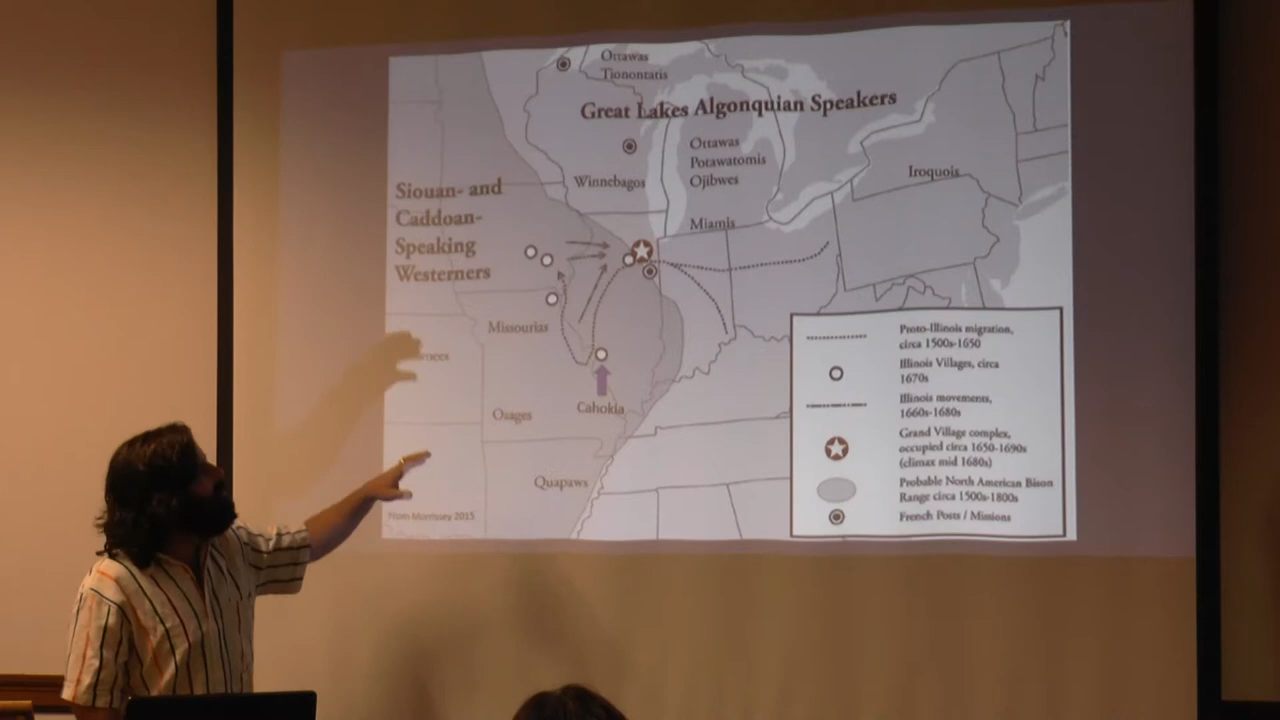 Ottawas
Tionontatis
Great Lakes Algonquian Speakers
Ottawas
Potawatomis
Ojibwes
Iroquois
Winnebagos
Siouan- and
Caddoan-
Speaking
Westerners
Miamis
Missourias
Cahokia
Osages
Quapaws
From Morrissey 2015
Proto-Illinois migration,
circa 1500s-1650
Illinois Villages, circa
1670s
Illinois movements,
1660s-1680s
Grand Village complex,
occupied circa 1650-1690s
(climax mid 1680s)
Probable North American Bison
Range circa 1500s-1800s
French Posts / Missions